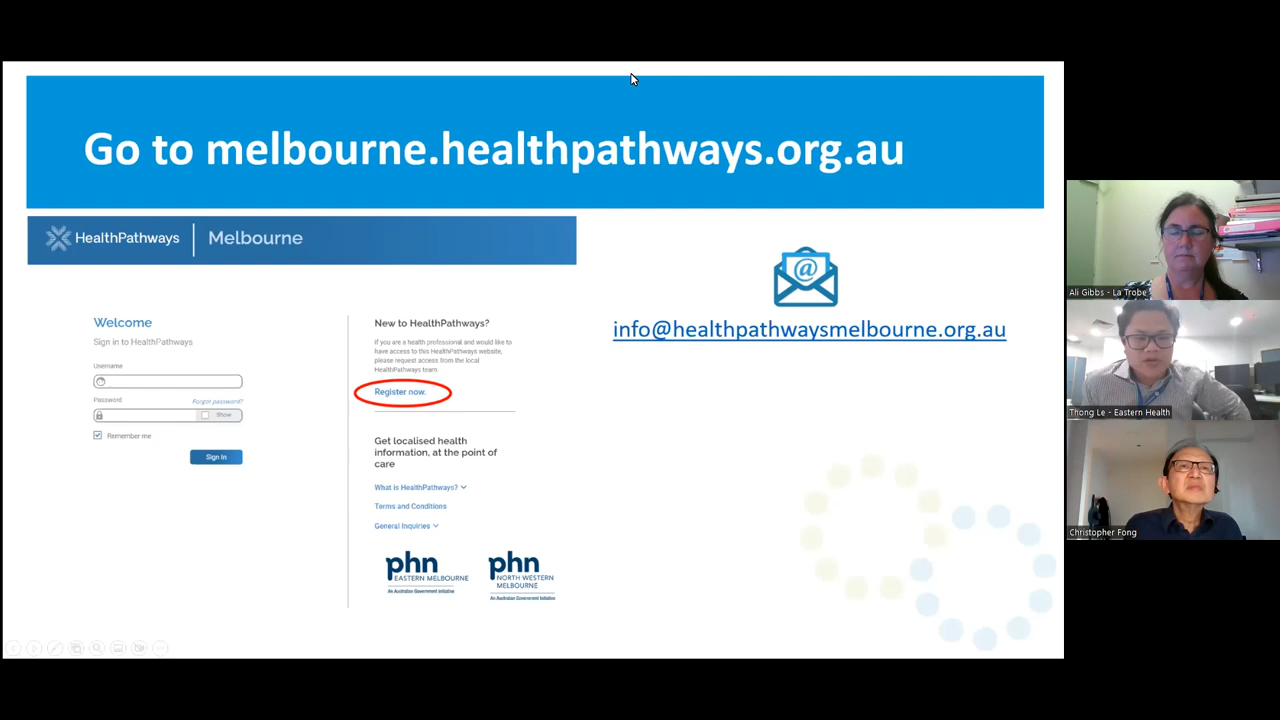 Go to melbourne.healthpathways.org.au
HealthPathways | Melbourne
Welcome
Sign in to HealthPathways
Username
Password
Forgot password?
Show
Remember me
Sign In
New to HealthPathways?
If you are a health professional and would like
to have access to this HealthPathways website,
please request access from the local
HealthPathways team.
Register now.
Get localised health
information, at the point of
care
What is HealthPathways?
Terms and Conditions
General Inquiries
phn
EASTERN MELBOURNE
An Australian Government Initiative
phn
NORTH WESTERN
MELBOURNE
An Australian Government Initiative
@
info@healthpathwaysmelbourne.org.au
Ali Gibbs - La Trobe
Thong Le - Eastern Health
Christopher Fong